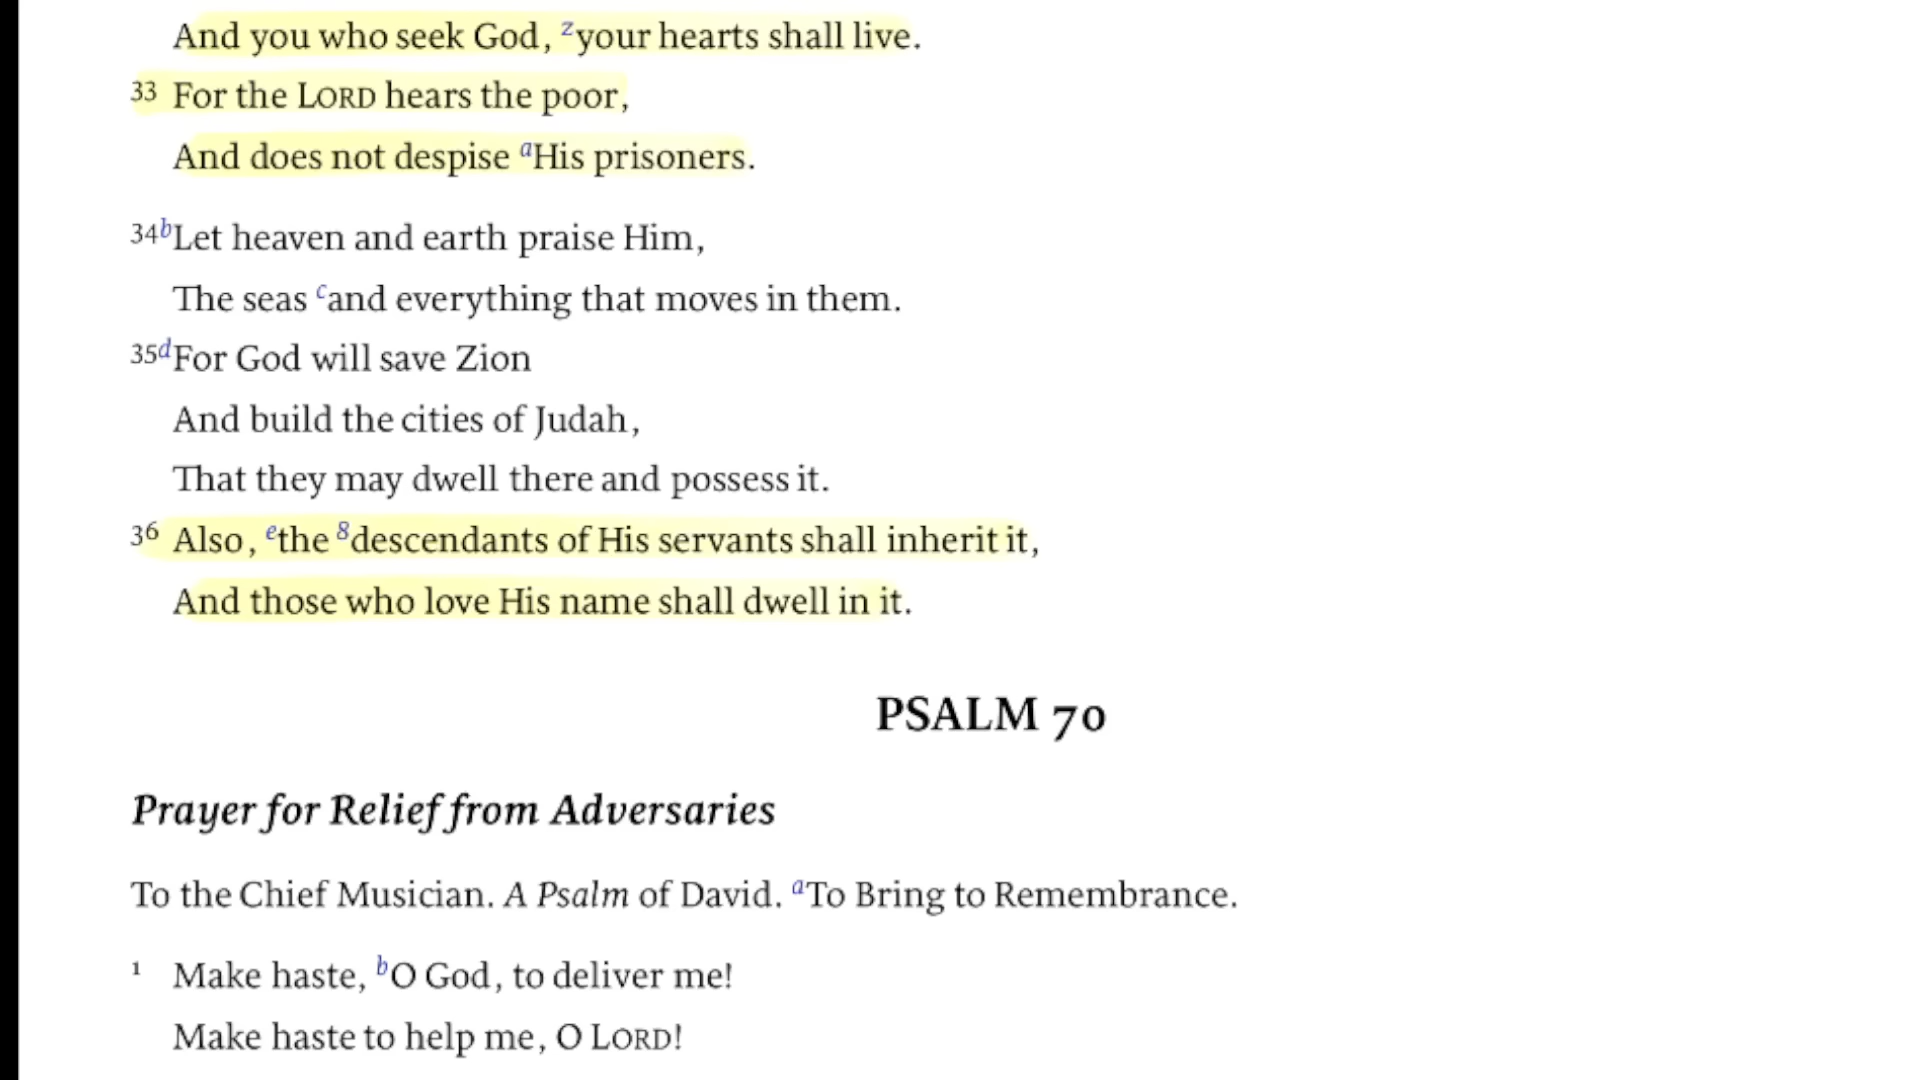 And you who seek God, zyour hearts shall live.
33 For the LORD hears the poor,
And does not despise aHis prisoners.
34bLet heaven and earth praise Him,
The seas cand everything that moves in them.
35dFor God will save Zion
And build the cities of Judah,
That they may dwell there and possess it.
36 Also, ethe 8descendants of His servants shall inherit it,
And those who love His name shall dwell in it.
PSALM 70
Prayer for Relief from Adversaries
To the Chief Musician. A Psalm of David. aTo Bring to Remembrance.
1 Make haste, bO God, to deliver me!
Make haste to help me, O LORD!